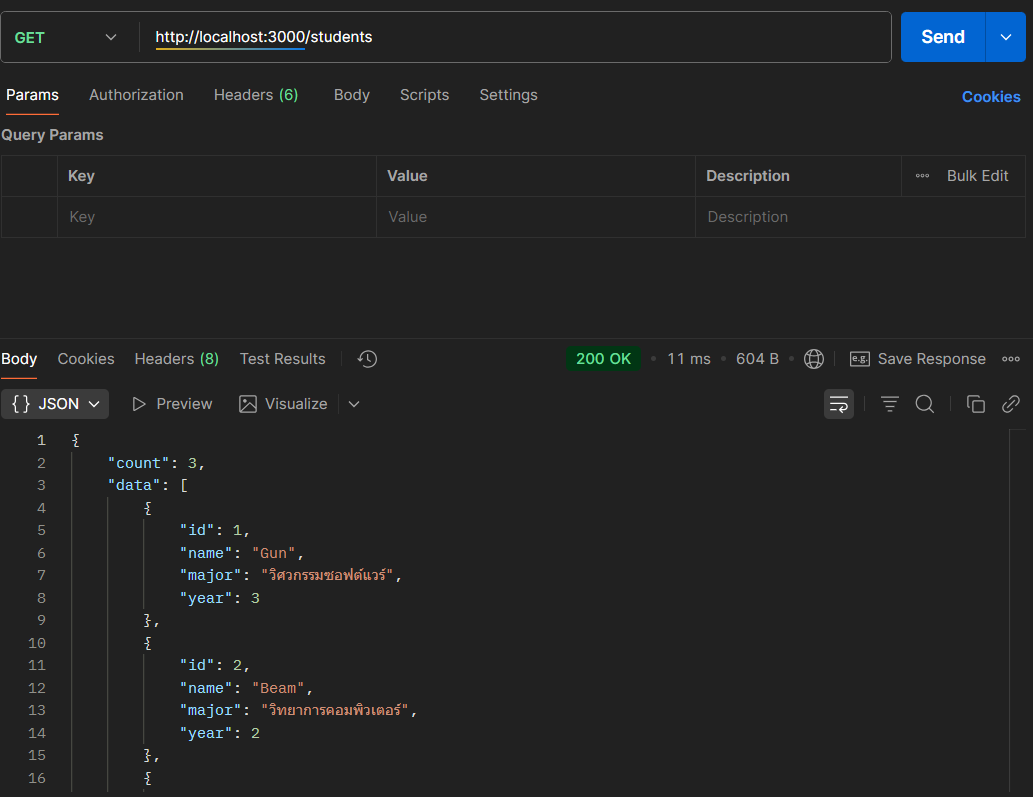 GET http://localhost:3000/students Send
Params Authorization Headers (6) Body Scripts Settings Cookies
Query Params
Key Value Description Bulk Edit
Key Value Description
Body Cookies Headers (8) Test Results 200 OK 11 ms 604 B e.g. Save Response
{} JSON Preview Visualize
1 {
2 "count": 3,
3 "data": [
4 {
5 "id": 1,
6 "name": "Gun",
7 "major": "วิศวกรรมซอฟต์แวร์",
8 "year": 3
9 },
10 {
11 "id": 2,
12 "name": "Beam",
13 "major": "วิทยาการคอมพิวเตอร์",
14 "year": 2
15 },
16 {